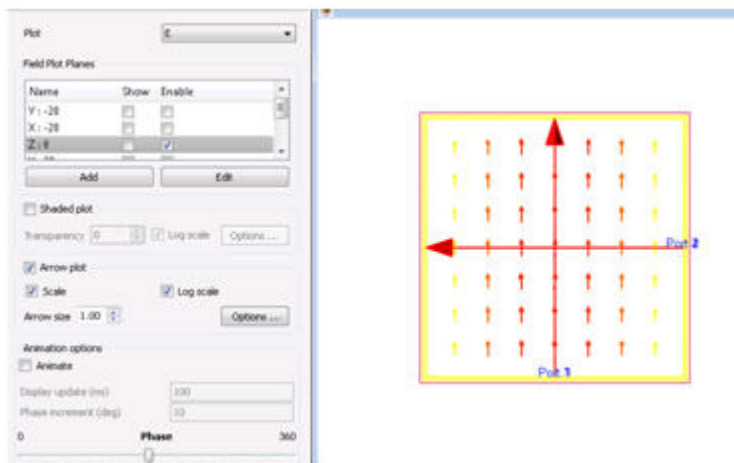 Plot E
Field Plot Planes
Name Show Enable
Y:-28
X:-28
Z:0
Add Edit
Shaded plot
Transparency 0 Log scale Options ...
Arrow plot
Scale Log scale
Arrow size 1.00 Options ...
Animation options
Animate
Display update (ms) 100
Phase increment (deg) 10
0 Phase 360
Port 2
Port 1